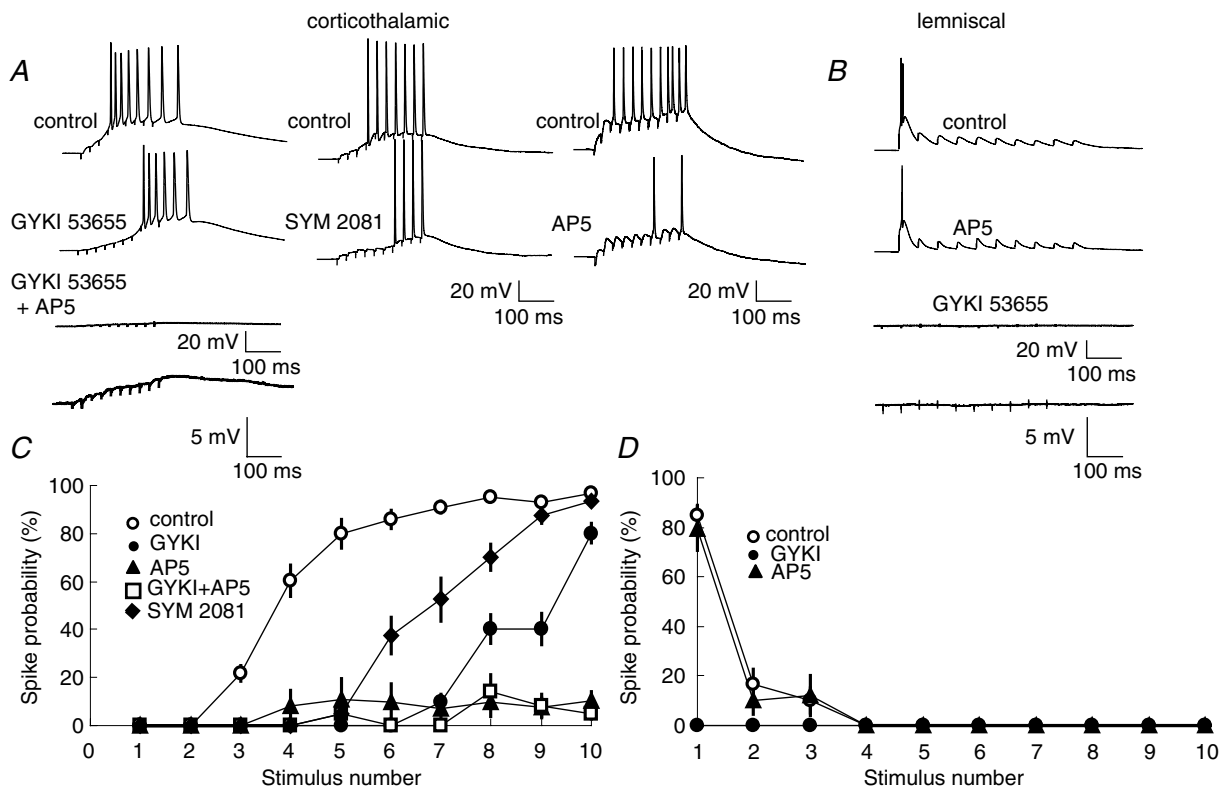 corticothalamic
lemniscal
A
B
control
control
control
control
GYKI 53655
SYM 2081
AP5
AP5
GYKI 53655
+ AP5
GYKI 53655
20 mV
100 ms
20 mV
100 ms
20 mV
100 ms
20 mV
100 ms
5 mV
100 ms
5 mV
100 ms
C
Spike probability (%)
100
80
60
40
20
0
control
GYKI
AP5
GYKI+AP5
SYM 2081
0 1 2 3 4 5 6 7 8 9 10
Stimulus number
D
Spike probability (%)
100
80
60
40
20
0
control
GYKI
AP5
1 2 3 4 5 6 7 8 9 10
Stimulus number